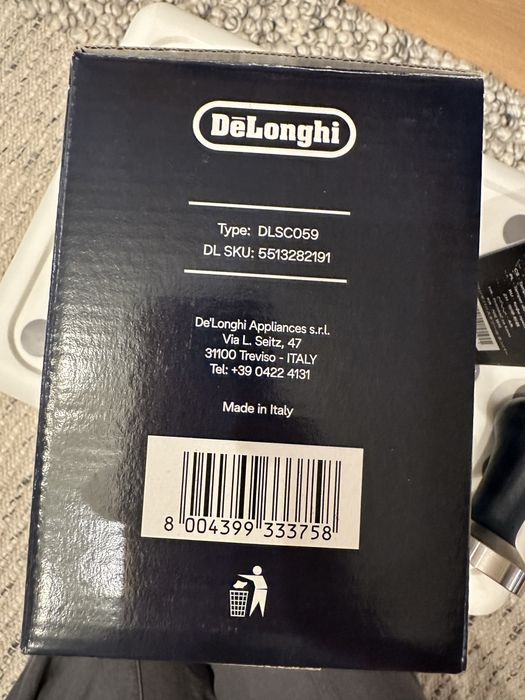 DeLonghi
Type: DLSC059
DL SKU: 5513282191
De'Longhi Appliances s.r.l.
Via L. Seitz, 47
31100 Treviso - ITALY
Tel: +39 0422 4131
Made in Italy
8 004399 333758